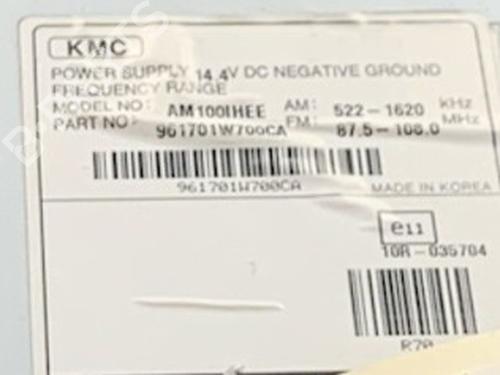 KMC
POWER SUPPLY 14.4V DC NEGATIVE GROUND
FREQUENCY RANGE
MODEL NO: AM100IHEE AM: 522-1620 kHz
PART NO: 961701W700CA FM: 87.5-108.0 MHz
961701W700CA
MADE IN KOREA
e11
10R-035704
R70